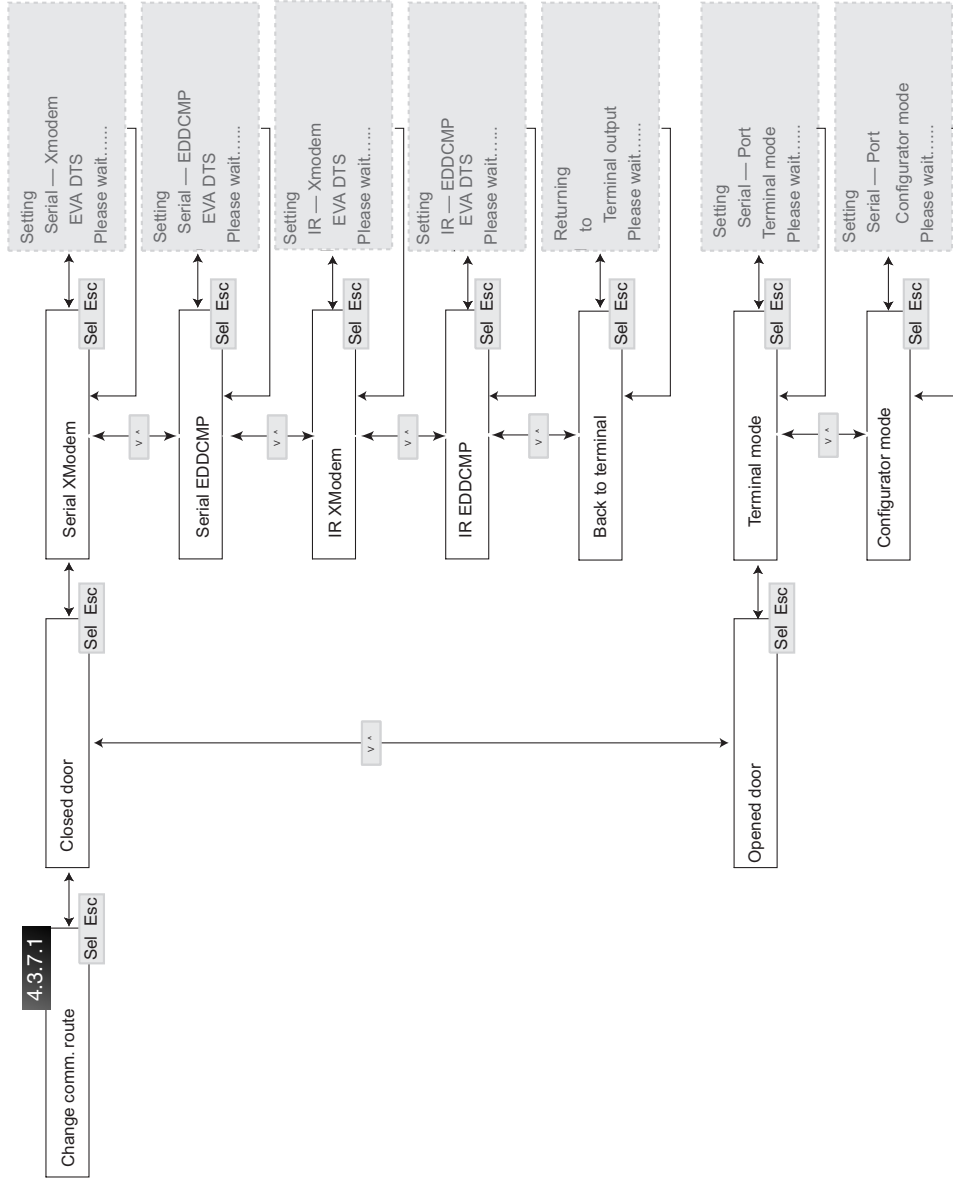 4.3.7.1
Change comm. route
Sel Esc
Closed door
Sel Esc
v ^
Opened door
Sel Esc
Serial XModem
Sel Esc
v ^
Serial EDDCMP
Sel Esc
v ^
IR XModem
Sel Esc
v ^
IR EDDCMP
Sel Esc
v ^
Back to terminal
Sel Esc
Terminal mode
Sel Esc
v ^
Configurator mode
Sel Esc
Setting
Serial — Xmodem
EVA DTS
Please wait......
Setting
Serial — EDDCMP
EVA DTS
Please wait......
Setting
IR — Xmodem
EVA DTS
Please wait......
Setting
IR — EDDCMP
EVA DTS
Please wait......
Returning
to
Terminal output
Please wait......
Setting
Serial — Port
Terminal mode
Please wait......
Setting
Serial — Port
Configurator mode
Please wait......